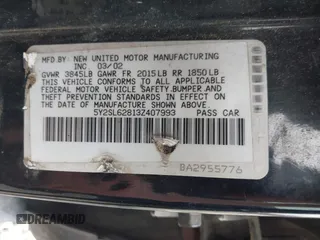 MFD BY NEW UNITED MOTOR MANUFACTURING
INC 03/02
GVWR 3845LB GAWR FR 2015LB RR 1850LB
THIS VEHICLE CONFORMS TO ALL APPLICABLE
FEDERAL MOTOR VEHICLE SAFETY,BUMPER, AND
THEFT PREVENTION STANDARDS IN EFFECT ON
THE DATE OF MANUFACTURE SHOWN ABOVE.
5Y2SL62813Z407993 PASS CAR
BA2955776
DREAMBID